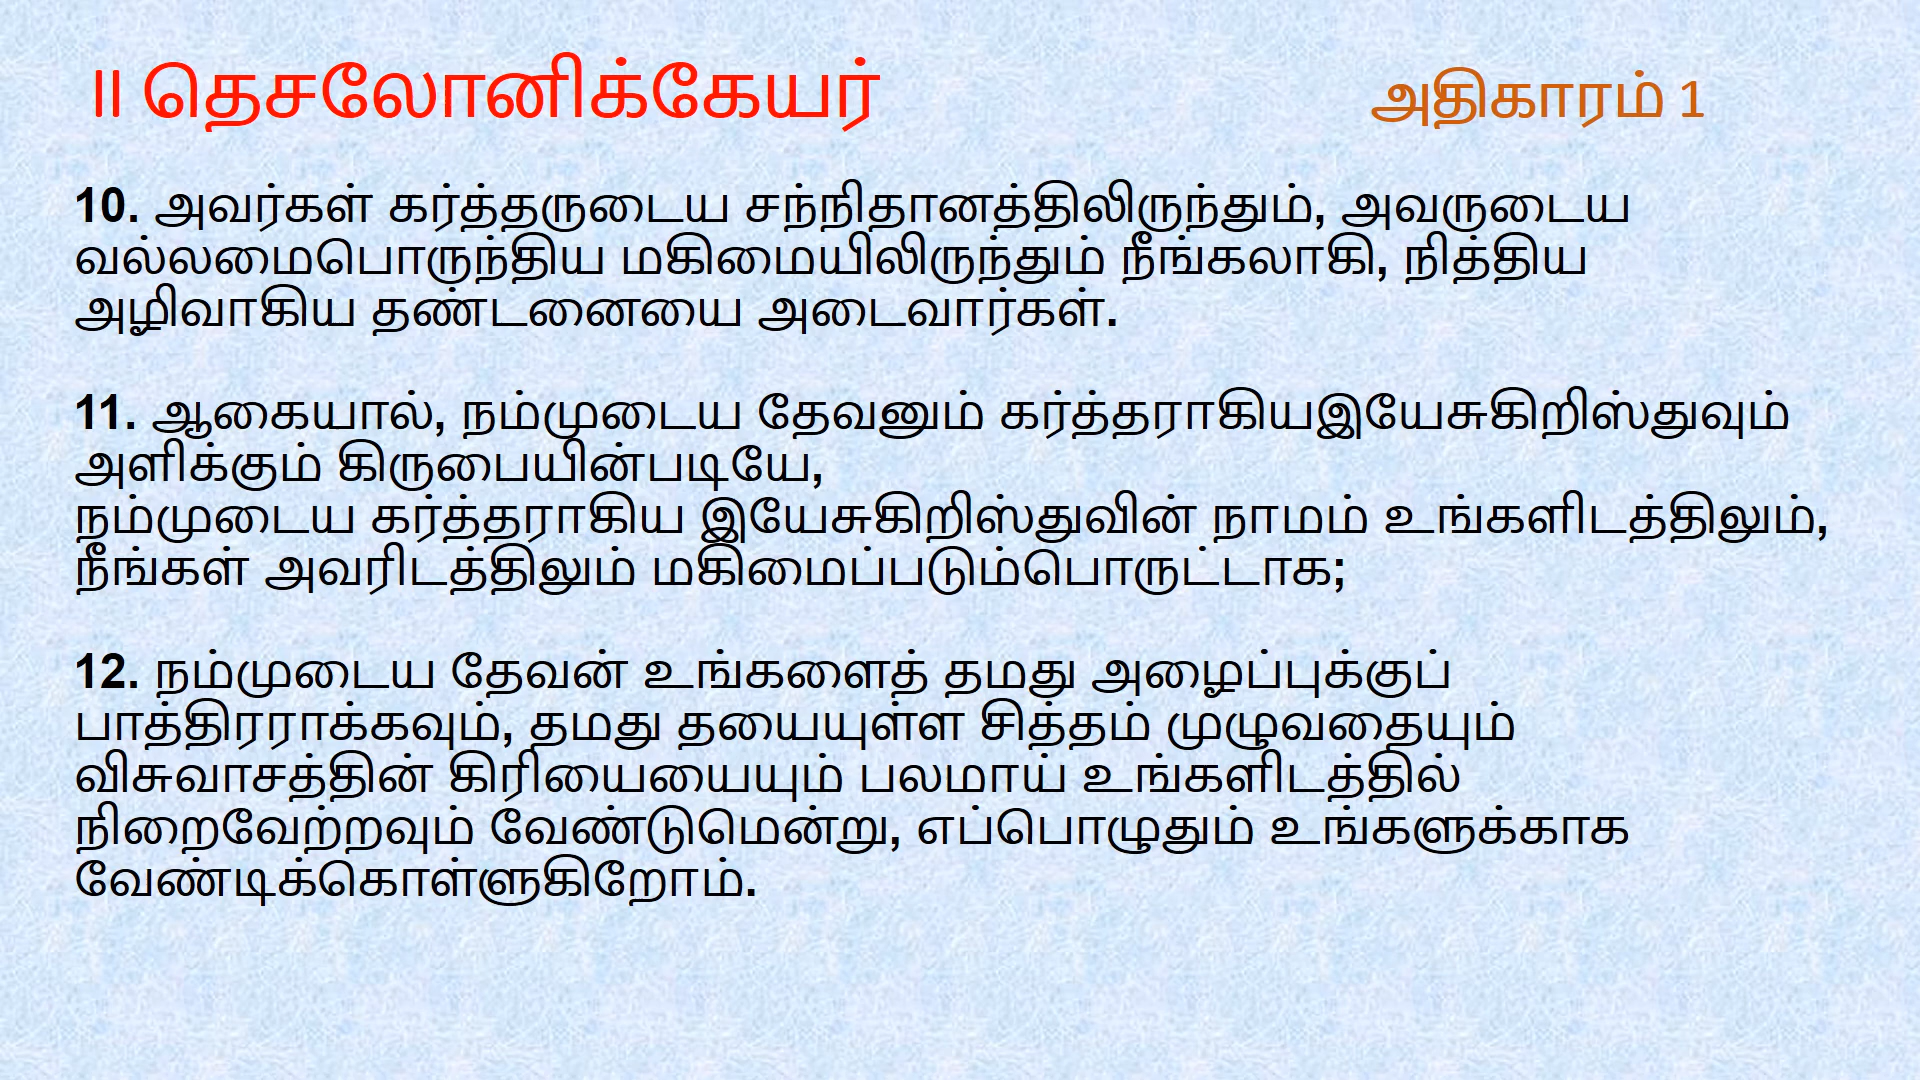 II தெசலோனிக்கேயர் அதிகாரம் 1
10. அவர்கள் கர்த்தருடைய சந்நிதானத்திலிருந்தும், அவருடைய
வல்லமைபொருந்திய மகிமையிலிருந்தும் நீங்கலாகி, நித்திய
அழிவாகிய தண்டனையை அடைவார்கள்.
11. ஆகையால், நம்முடைய தேவனும் கர்த்தராகியஇயேசுகிறிஸ்துவும்
அளிக்கும் கிருபையின்படியே,
நம்முடைய கர்த்தராகிய இயேசுகிறிஸ்துவின் நாமம் உங்களிடத்திலும்,
நீங்கள் அவரிடத்திலும் மகிமைப்படும்பொருட்டாக;
12. நம்முடைய தேவன் உங்களைத் தமது அழைப்புக்குப்
பாத்திரராக்கவும், தமது தயையுள்ள சித்தம் முழுவதையும்
விசுவாசத்தின் கிரியையையும் பலமாய் உங்களிடத்தில்
நிறைவேற்றவும் வேண்டுமென்று, எப்பொழுதும் உங்களுக்காக
வேண்டிக்கொள்ளுகிறோம்.